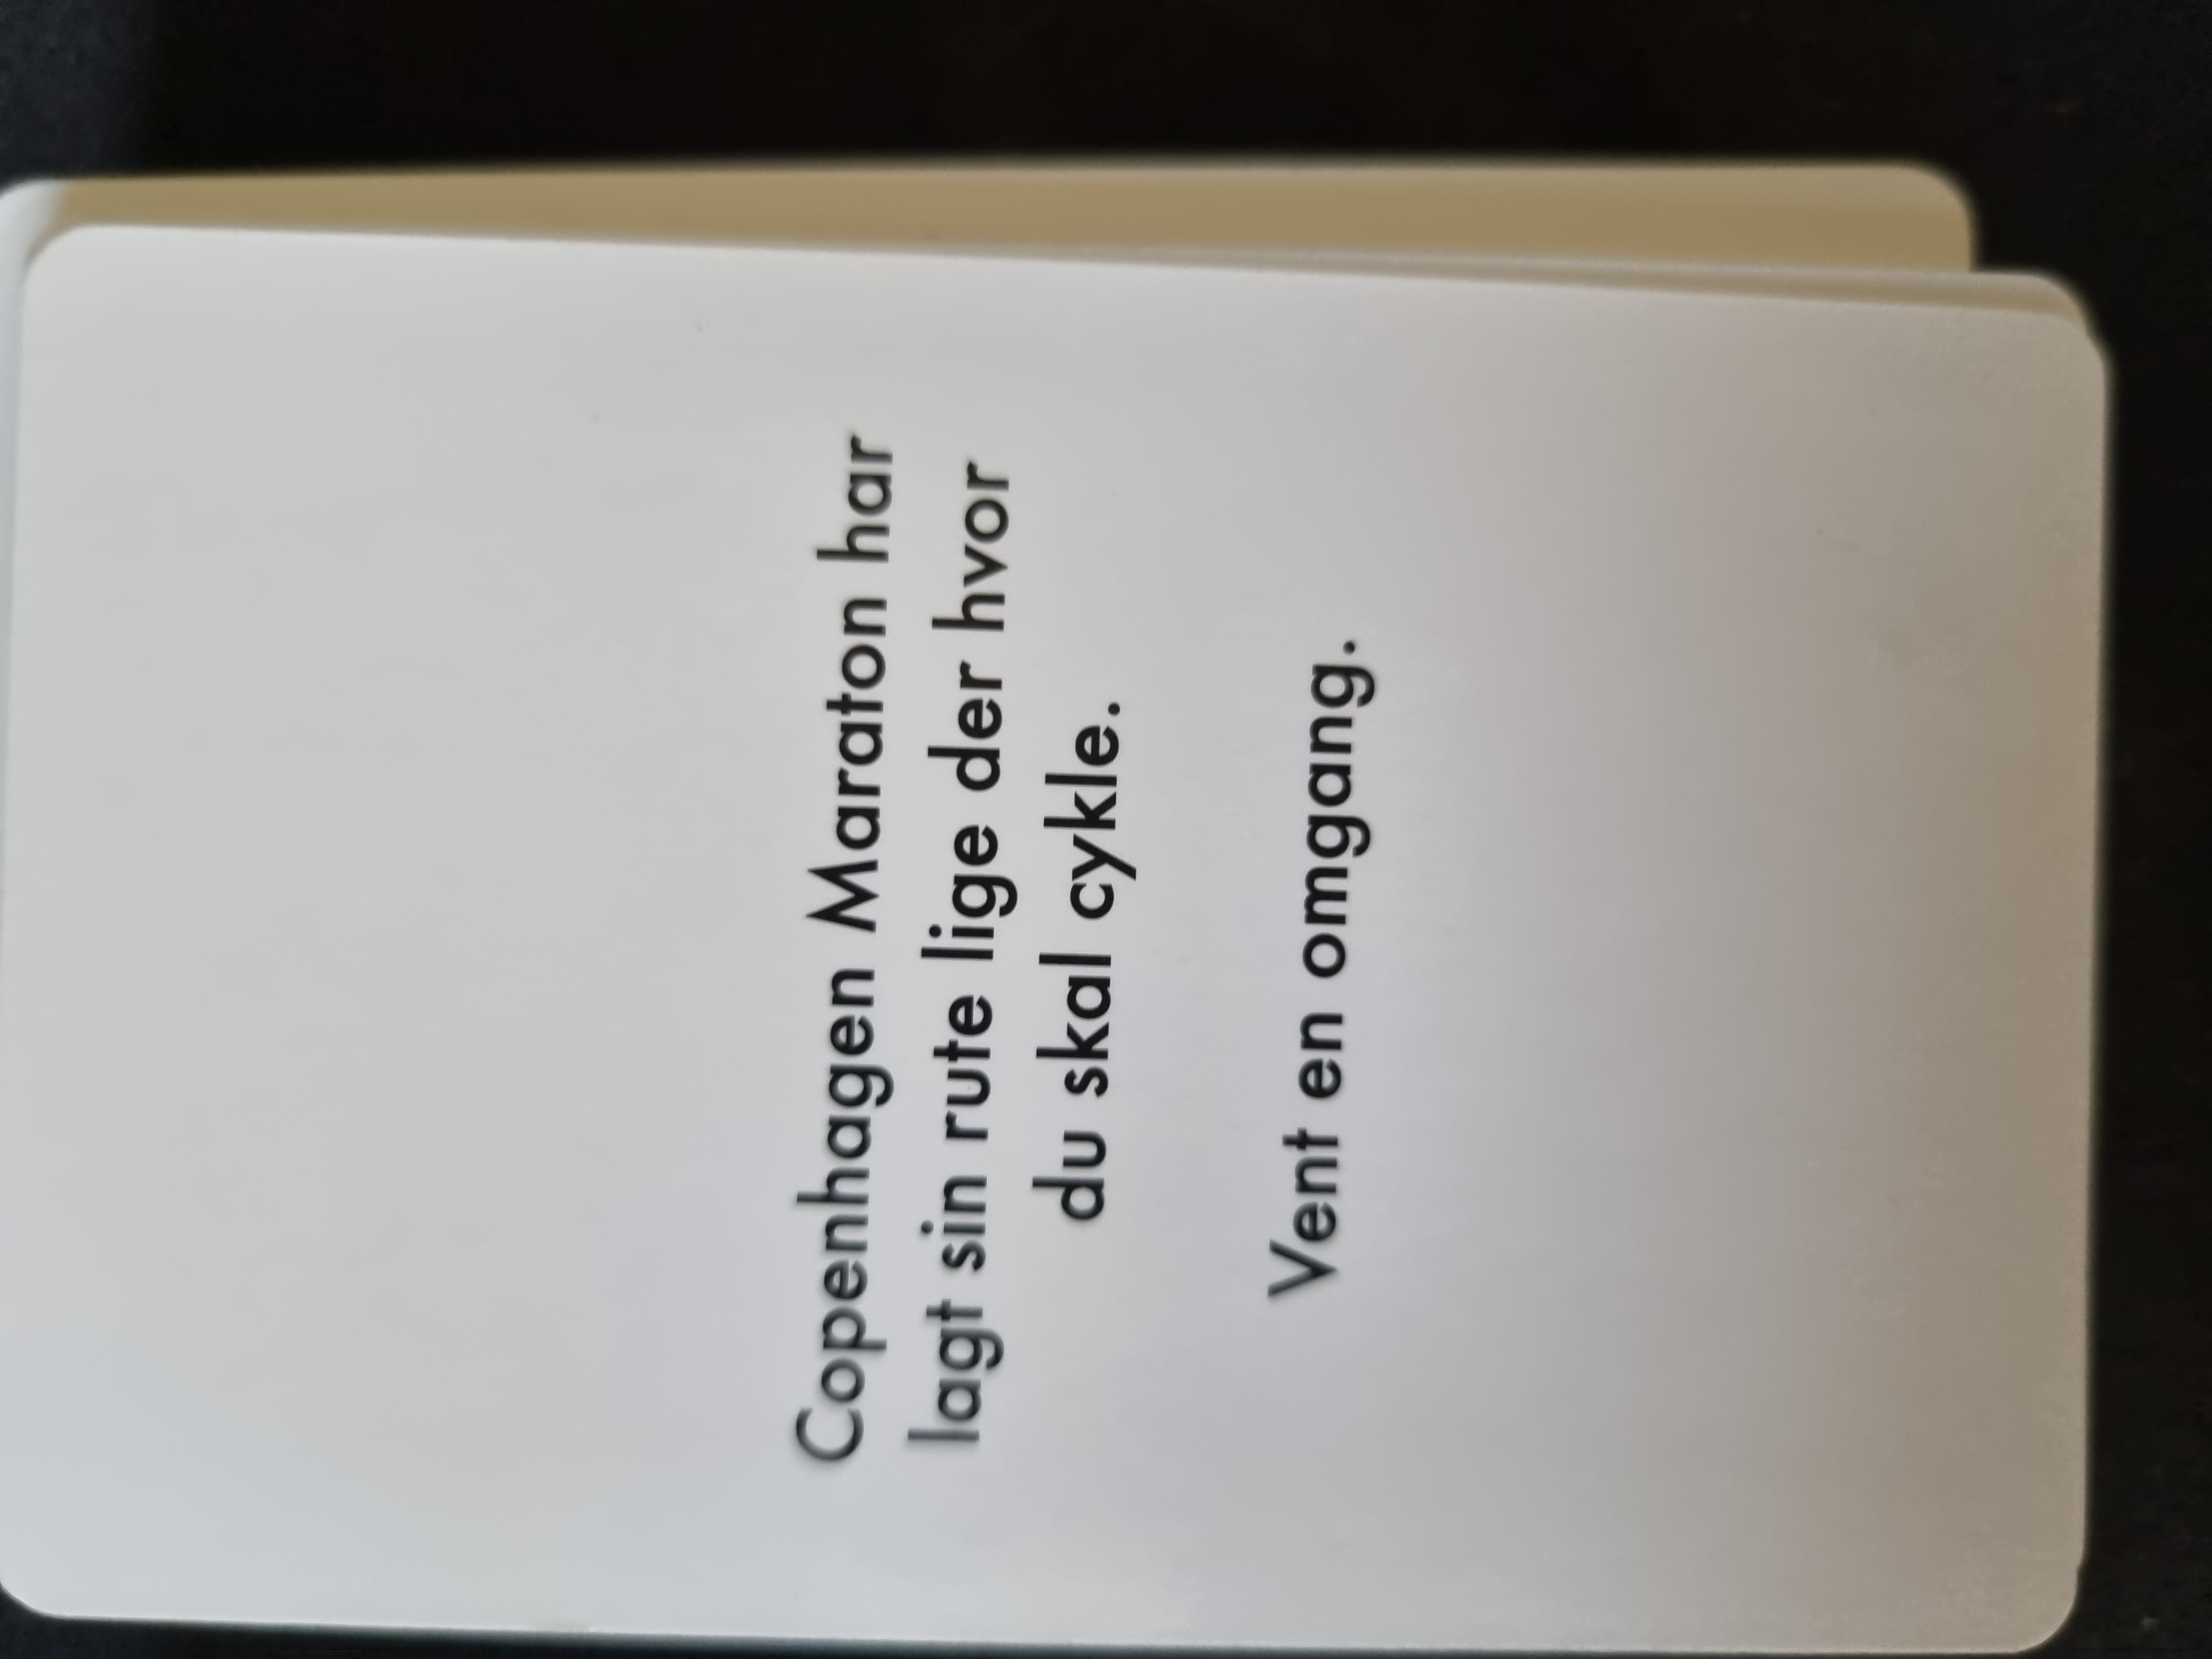 Copenhagen Maraton har
lagt sin rute lige der hvor
du skal cykle.
Vent en omgang.